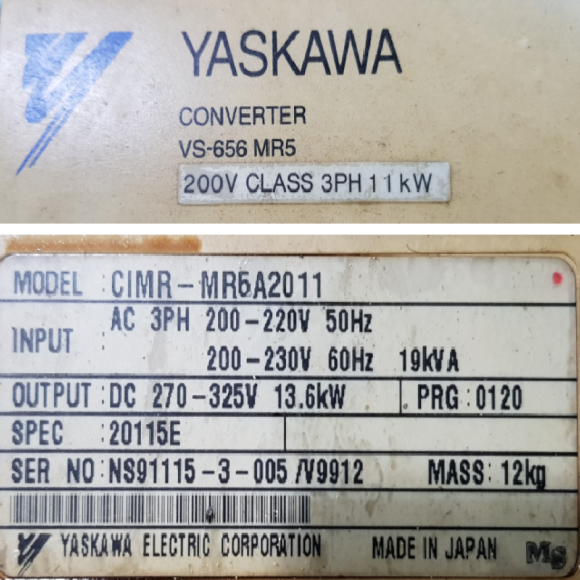 YASKAWA
CONVERTER
VS-656 MR5
200V CLASS 3PH 11kW
MODEL : CIMR-MR5A2011
INPUT : AC 3PH 200-220V 50Hz
200-230V 60Hz 19kVA
OUTPUT : DC 270-325V 13.6kW PRG : 0120
SPEC : 20115E
SER NO : NS91115-3-005 /V9912 MASS : 12kg
YASKAWA ELECTRIC CORPORATION MADE IN JAPAN MS